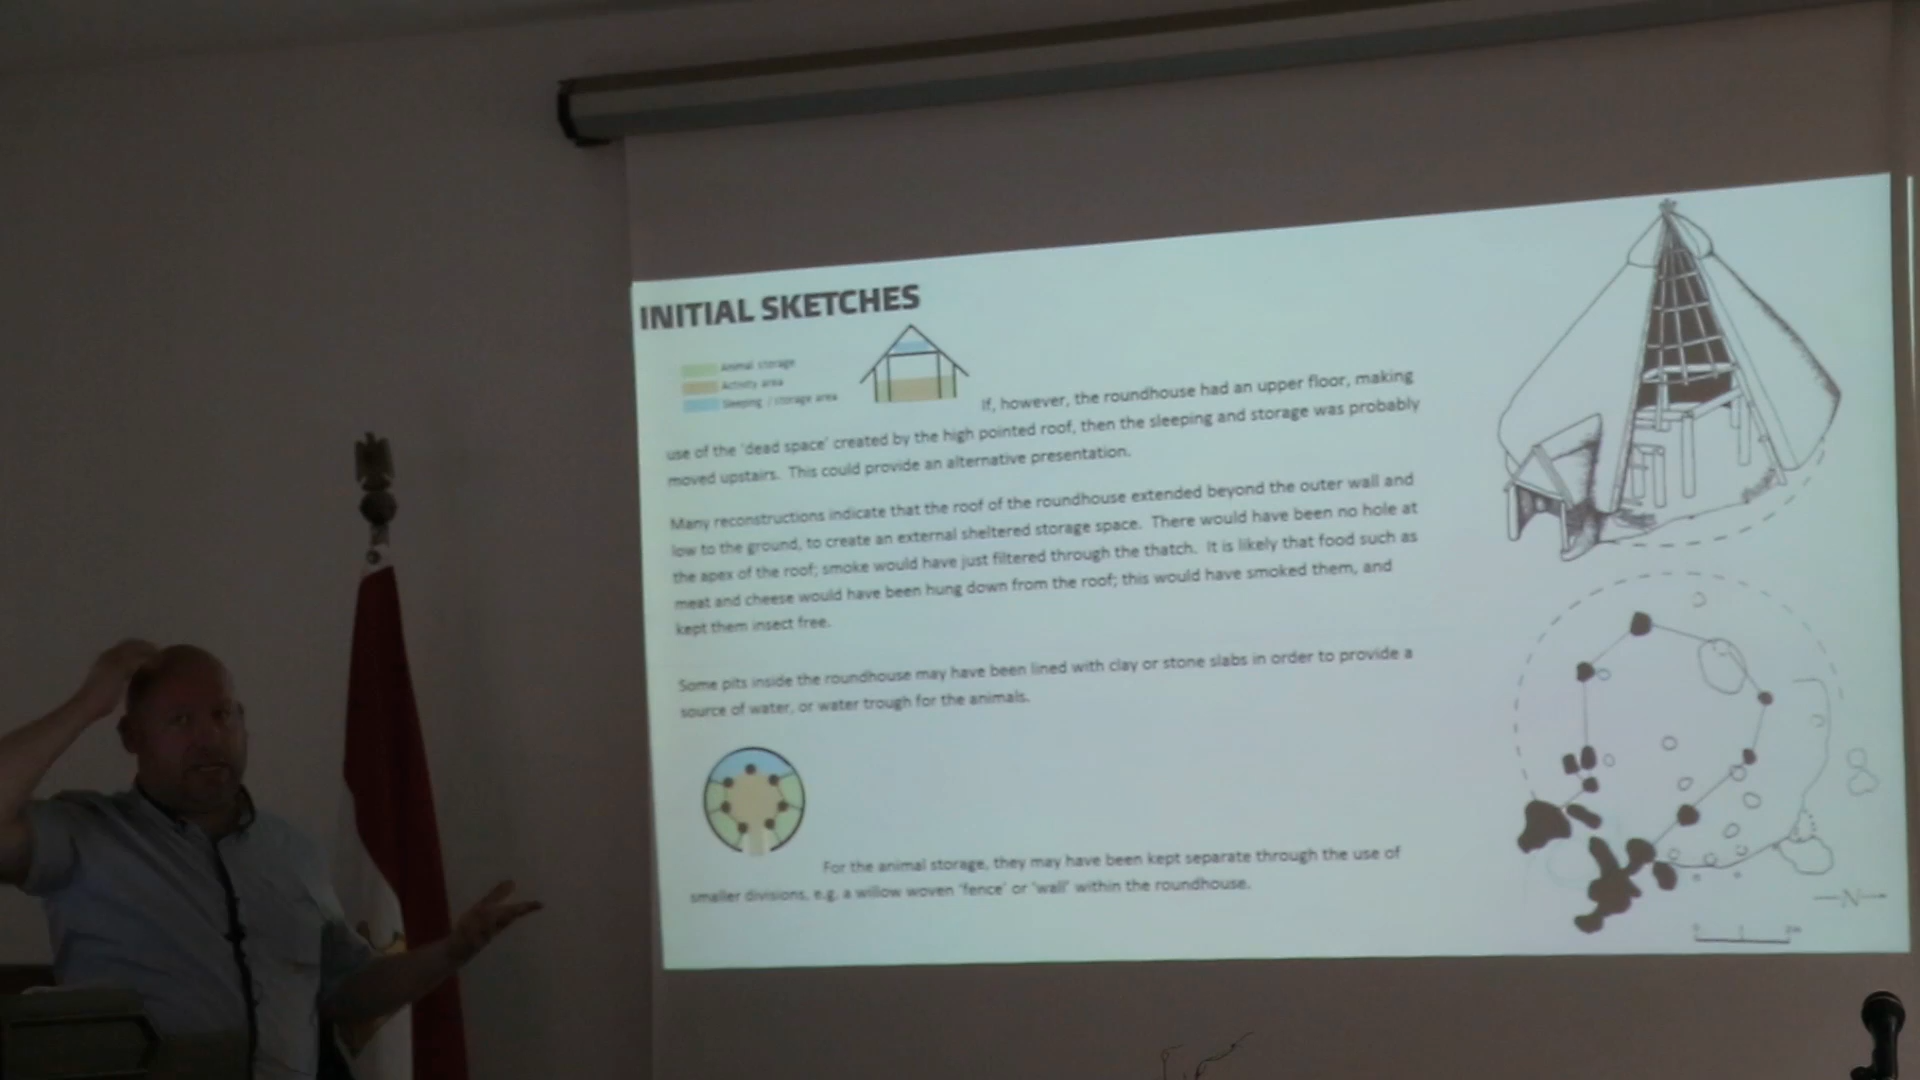 INITIAL SKETCHES
Animal storage
Activity area
Sleeping / storage area
If, however, the roundhouse had an upper floor, making
use of the 'dead space' created by the high pointed roof, then the sleeping and storage was probably
moved upstairs. This could provide an alternative presentation.
Many reconstructions indicate that the roof of the roundhouse extended beyond the outer wall and
low to the ground, to create an external sheltered storage space. There would have been no hole at
the apex of the roof; smoke would have just filtered through the thatch. It is likely that food such as
meat and cheese would have been hung down from the roof; this would have smoked them, and
kept them insect free.
Some pits inside the roundhouse may have been lined with clay or stone slabs in order to provide a
source of water, or water trough for the animals.
For the animal storage, they may have been kept separate through the use of
smaller divisions, e.g. a willow woven 'fence' or 'wall' within the roundhouse.
N